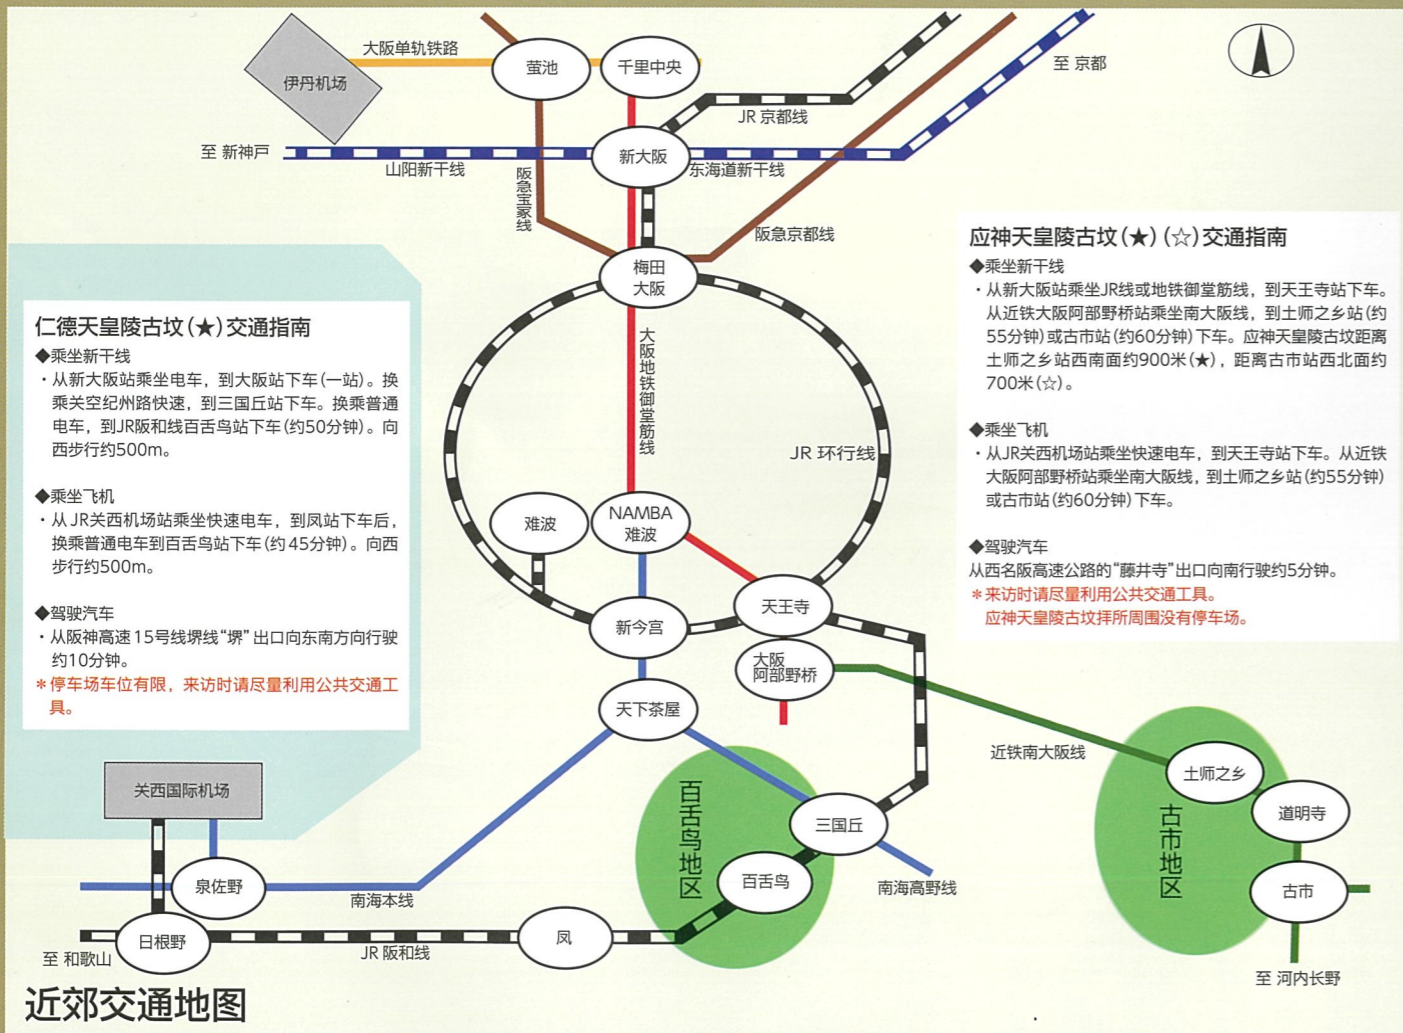 大阪单轨铁路
伊丹机场
萤池
千里中央
至 京都
JR 京都线
至 新神戸
山阳新干线
新大阪
东海道新干线
阪急宝冢线
阪急京都线
梅田
大阪
仁德天皇陵古坟（★）交通指南
◆乘坐新干线
・从新大阪站乘坐电车，到大阪站下车(一站)。换
乘关空纪州路快速，到三国丘站下车。换乘普通
电车，到JR阪和线百舌鸟站下车(约50分钟)。向
西步行约500m。
◆乘坐飞机
・从JR关西机场站乘坐快速电车，到凤站下车后，
换乘普通电车到百舌鸟站下车(约45分钟)。向西
步行约500m。
◆驾驶汽车
・从阪神高速15号线堺线“堺”出口向东南方向行驶
约10分钟。
＊停车场车位有限，来访时请尽量利用公共交通工
具。
应神天皇陵古坟（★）（☆）交通指南
◆乘坐新干线
・从新大阪站乘坐JR线或地铁御堂筋线，到天王寺站下车。
从近铁大阪阿部野桥站乘坐南大阪线，到土师之乡站(约
55分钟)或古市站(约60分钟)下车。应神天皇陵古坟距离
土师之乡站西南面约900米(★)，距离古市站西北面约
700米(☆)。
◆乘坐飞机
・从JR关西机场站乘坐快速电车，到天王寺站下车。从近铁
大阪阿部野桥站乘坐南大阪线，到土师之乡站(约55分钟)
或古市站(约60分钟)下车。
◆驾驶汽车
从西名阪高速公路的“藤井寺”出口向南行驶约5分钟。
＊来访时请尽量利用公共交通工具。
应神天皇陵古坟拝所周围没有停车场。
大阪地铁御堂筋线
JR 环行线
难波
NAMBA
难波
天王寺
新今宫
大阪
阿部野桥
天下茶屋
近铁南大阪线
土师之乡
道明寺
古市地区
古市
至 河内长野
百舌鸟地区
三国丘
百舌鸟
南海高野线
关西国际机场
泉佐野
南海本线
日根野
JR 阪和线
凤
至 和歌山
近郊交通地图